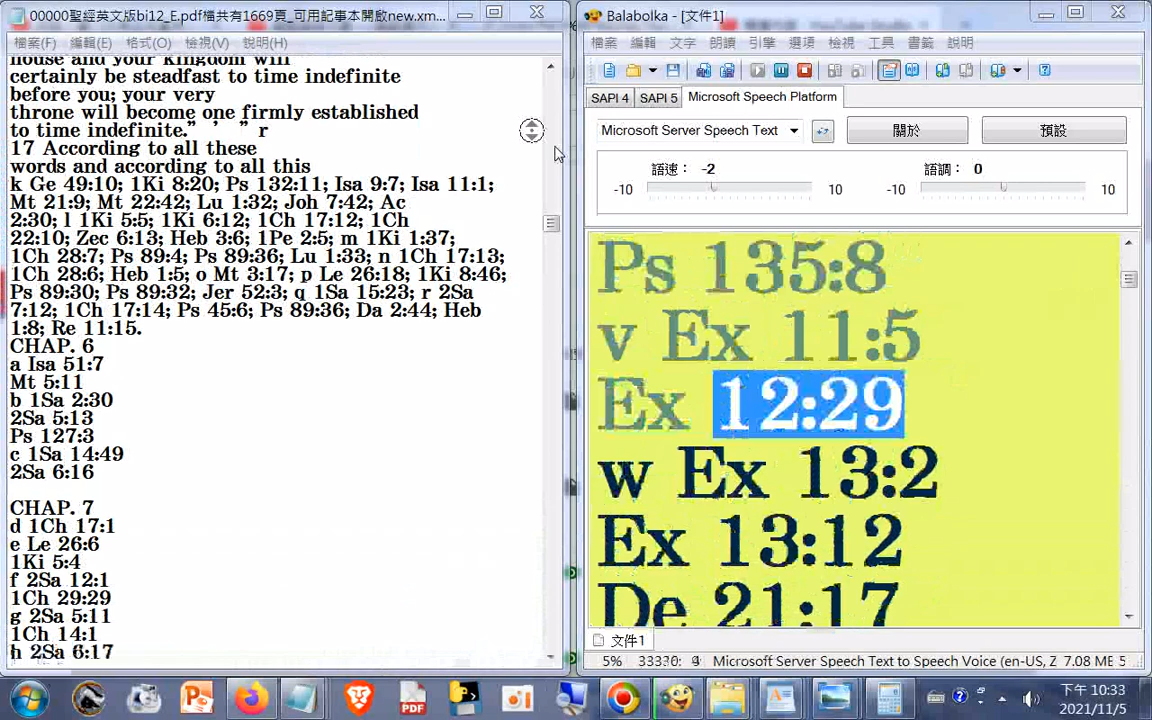 00000聖經英文版bi12_E.pdf檔共有1669頁_可用記事本開啟new.xm...
檔案(F) 編輯(E) 格式(O) 檢視(V) 說明(H)
house and your kingdom will
certainly be steadfast to time indefinite
before you; your very
throne will become one firmly established
to time indefinite.” ’ ” r
17 According to all these
words and according to all this
k Ge 49:10; 1Ki 8:20; Ps 132:11; Isa 9:7; Isa 11:1;
Mt 21:9; Mt 22:42; Lu 1:32; Joh 7:42; Ac
2:30; l 1Ki 5:5; 1Ki 6:12; 1Ch 17:12; 1Ch
22:10; Zec 6:13; Heb 3:6; 1Pe 2:5; m 1Ki 1:37;
1Ch 28:7; Ps 89:4; Ps 89:36; Lu 1:33; n 1Ch 17:13;
1Ch 28:6; Heb 1:5; o Mt 3:17; p Le 26:18; 1Ki 8:46;
Ps 89:30; Ps 89:32; Jer 52:3; q 1Sa 15:23; r 2Sa
7:12; 1Ch 17:14; Ps 45:6; Ps 89:36; Da 2:44; Heb
1:8; Re 11:15.
CHAP. 6
a Isa 51:7
Mt 5:11
b 1Sa 2:30
2Sa 5:13
Ps 127:3
c 1Sa 14:49
2Sa 6:16
CHAP. 7
d 1Ch 17:1
e Le 26:6
1Ki 5:4
f 2Sa 12:1
1Ch 29:29
g 2Sa 5:11
1Ch 14:1
h 2Sa 6:17
Balabolka - [文件1]
檔案 編輯 文字 朗讀 引擎 選項 檢視 工具 書籤 說明
SAPI 4 SAPI 5 Microsoft Speech Platform
Microsoft Server Speech Text 關於 預設
語速： -2 語調： 0
-10 10 -10 10
Ps 135:8
v Ex 11:5
Ex 12:29
w Ex 13:2
Ex 13:12
De 21:17
文件1
5% 33330: 4 Microsoft Server Speech Text to Speech Voice (en-US, Z 7.08 MB 5
下午 10:33
2021/11/5